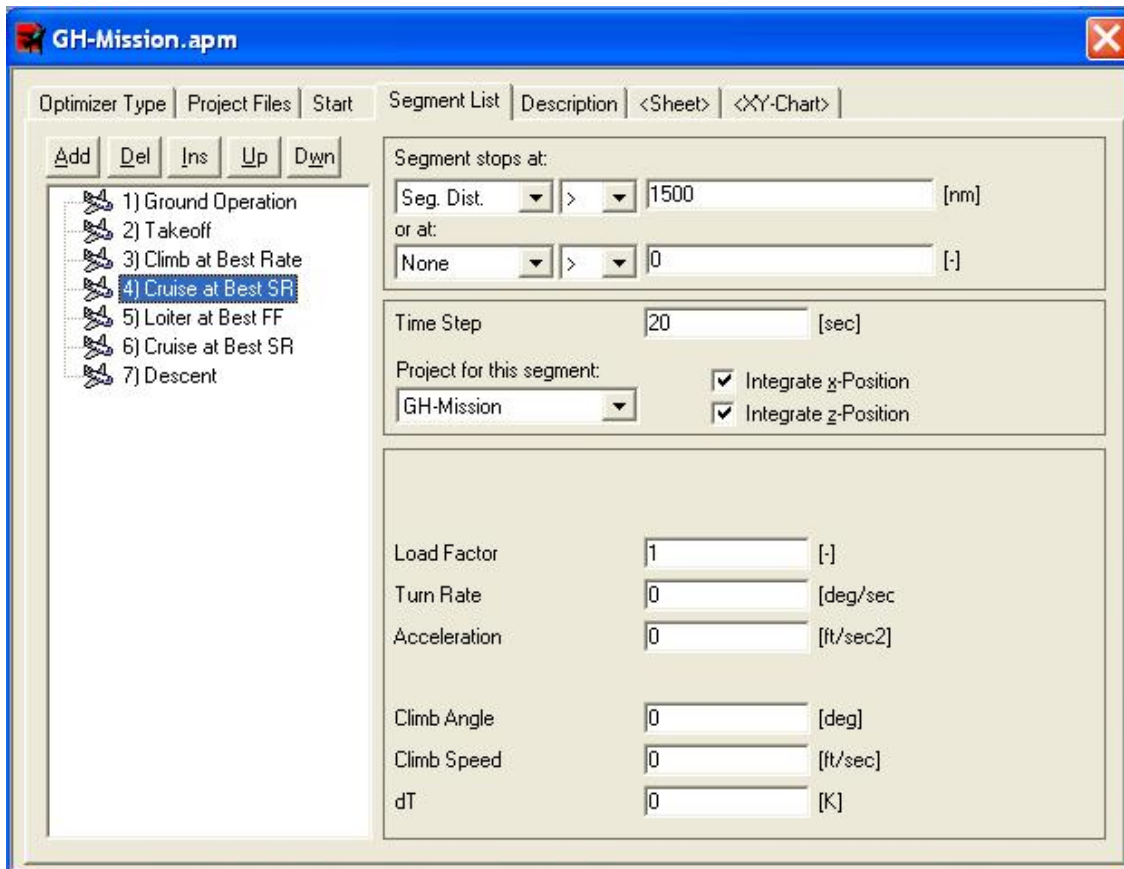 GH-Mission.apm
Optimizer Type Project Files Start Segment List Description <Sheet> <XY-Chart>
Add Del Ins Up Dwn
1) Ground Operation
2) Takeoff
3) Climb at Best Rate
4) Cruise at Best SR
5) Loiter at Best FF
6) Cruise at Best SR
7) Descent
Segment stops at:
Seg. Dist. > 1500 [nm]
or at:
None > 0 [-]
Time Step 20 [sec]
Project for this segment:
GH-Mission
Integrate x-Position
Integrate z-Position
Load Factor 1 [-]
Turn Rate 0 [deg/sec
Acceleration 0 [ft/sec2]
Climb Angle 0 [deg]
Climb Speed 0 [ft/sec]
dT 0 [K]